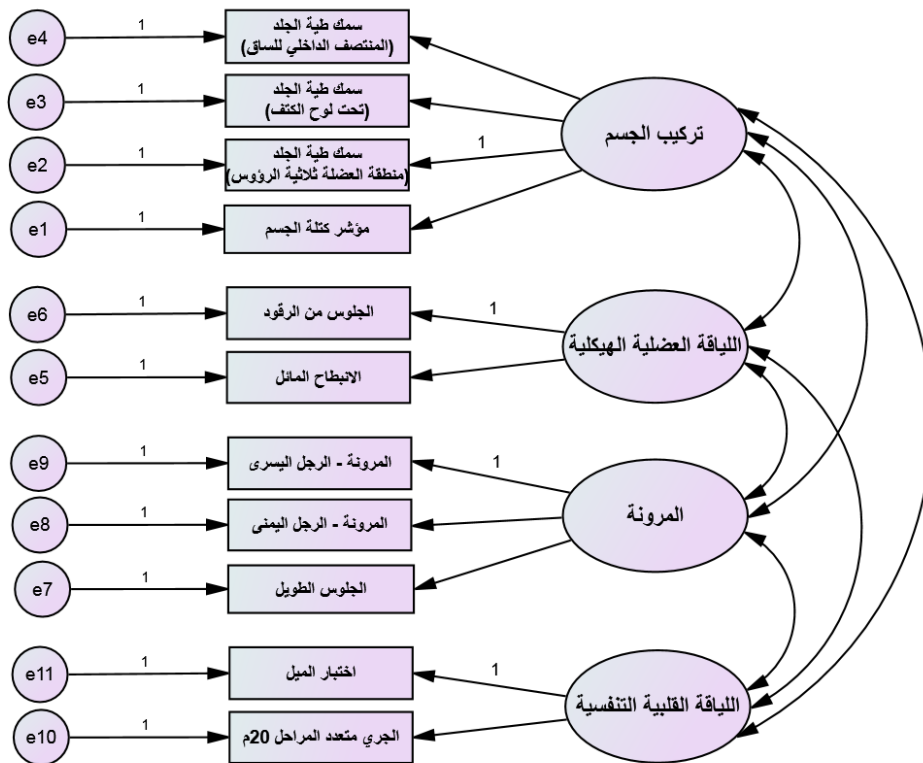 e4
1
سمك طية الجلد
(المنتصف الداخلي للساق)
e3
1
سمك طية الجلد
(تحت لوح الكتف)
تركيب الجسم
e2
1
سمك طية الجلد
(منطقة العضلة ثلاثية الرؤوس)
1
e1
1
مؤشر كتلة الجسم
e6
1
الجلوس من الرقود
1
اللياقة العضلية الهيكلية
e5
1
الانبطاح المائل
e9
1
المرونة - الرجل اليسرى
1
e8
1
المرونة - الرجل اليمنى
المرونة
e7
1
الجلوس الطويل
e11
1
اختبار الميل
1
اللياقة القلبية التنفسية
e10
1
الجري متعدد المراحل 20م